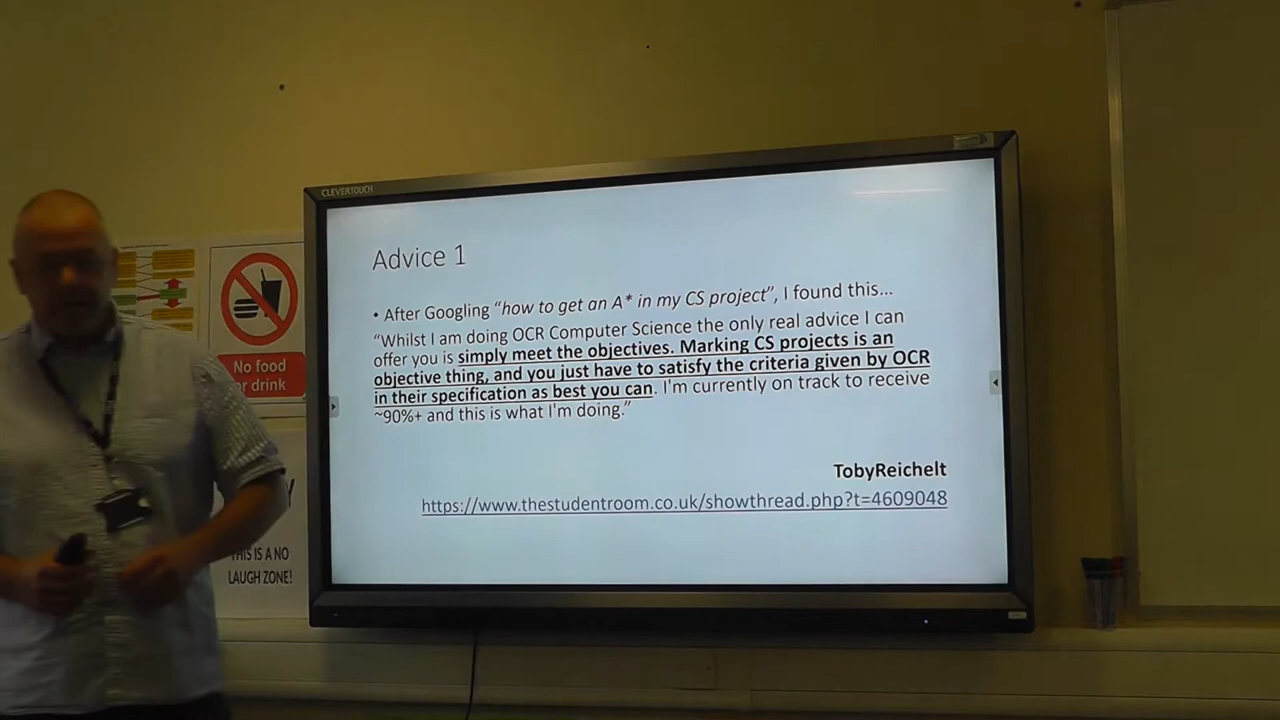 CLEVERTOUCH
Advice 1
• After Googling “how to get an A* in my CS project”, I found this...
“Whilst I am doing OCR Computer Science the only real advice I can
offer you is simply meet the objectives. Marking CS projects is an
objective thing, and you just have to satisfy the criteria given by OCR
in their specification as best you can. I'm currently on track to receive
~90%+ and this is what I'm doing.”
TobyReichelt
https://www.thestudentroom.co.uk/showthread.php?t=4609048
No food
or drink
THIS IS A NO
LAUGH ZONE!